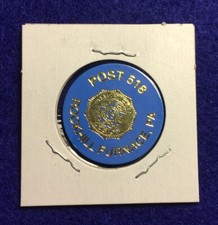 POST 518
ROCKHILL FURNACE, PA